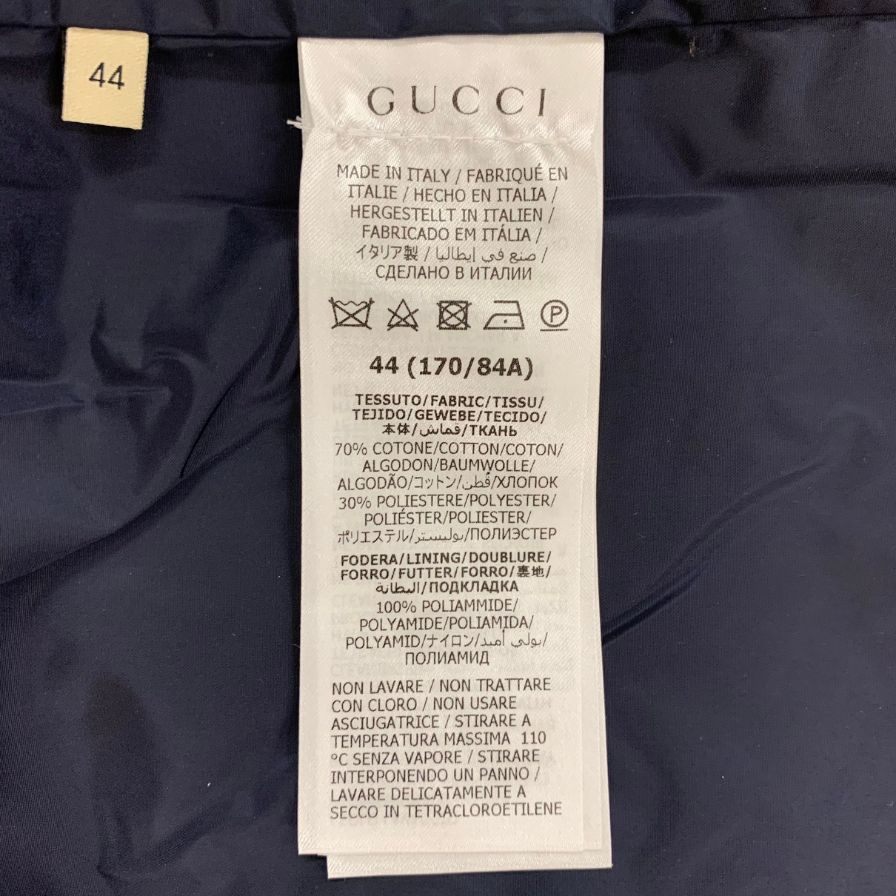 44
GUCCI
MADE IN ITALY / FABRIQUÉ EN
ITALIE / HECHO EN ITALIA /
HERGESTELLT IN ITALIEN /
FABRICADO EM ITÁLIA /
イタリア製 / صنع في إيطاليا /
СДЕЛАНО В ИТАЛИИ
P
44 (170/84A)
TESSUTO/FABRIC/TISSU/
TEJIDO/GEWEBE/TECIDO/
本体/قماش/ТКАНЬ
70% COTONE/COTTON/COTON/
ALGODON/BAUMWOLLE/
ALGODÃO/コットン/قطن/ХЛОПОК
30% POLIESTERE/POLYESTER/
POLIÉSTER/POLIESTER/
ポリエステル/بوليستر/ПОЛИЭСТЕР
FODERA/LINING/DOUBLURE/
FORRO/FUTTER/FORRO/裏地/
البطانة/ПОДКЛАДКА
100% POLIAMMIDE/
POLYAMIDE/POLIAMIDA/
POLYAMID/ナイロン/بولي أميد/
ПОЛИАМИД
NON LAVARE / NON TRATTARE
CON CLORO / NON USARE
ASCIUGATRICE / STIRARE A
TEMPERATURA MASSIMA 110
°C SENZA VAPORE / STIRARE
INTERPONENDO UN PANNO /
LAVARE DELICATAMENTE A
SECCO IN TETRACLOROETILENE